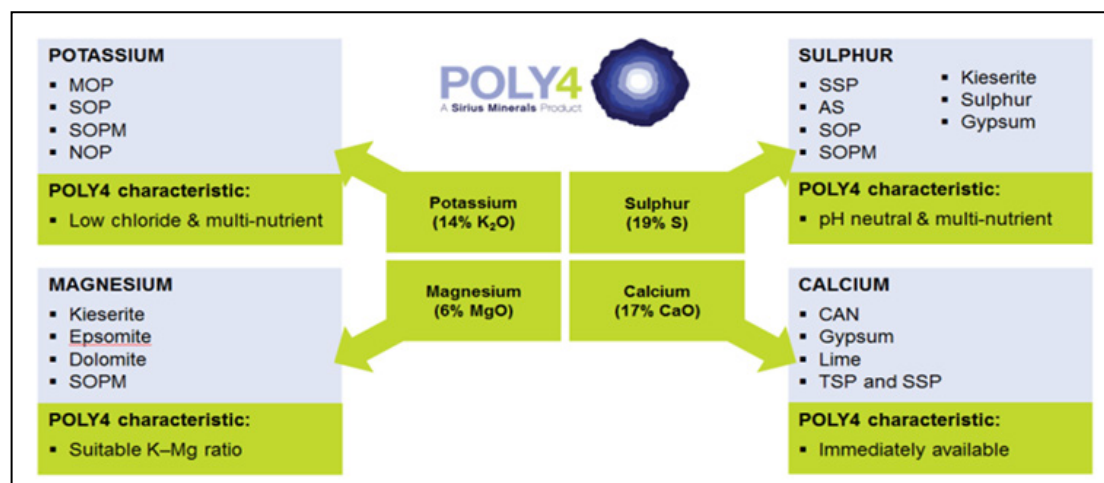 POTASSIUM
▪ MOP
▪ SOP
▪ SOPM
▪ NOP
POLY4 characteristic:
▪ Low chloride & multi-nutrient
POLY4
A Sirius Minerals Product
SULPHUR
▪ SSP
▪ AS
▪ SOP
▪ SOPM
▪ Kieserite
▪ Sulphur
▪ Gypsum
POLY4 characteristic:
▪ pH neutral & multi-nutrient
Potassium
(14% K₂O)
Sulphur
(19% S)
Magnesium
(6% MgO)
Calcium
(17% CaO)
MAGNESIUM
▪ Kieserite
▪ Epsomite
▪ Dolomite
▪ SOPM
POLY4 characteristic:
▪ Suitable K–Mg ratio
CALCIUM
▪ CAN
▪ Gypsum
▪ Lime
▪ TSP and SSP
POLY4 characteristic:
▪ Immediately available